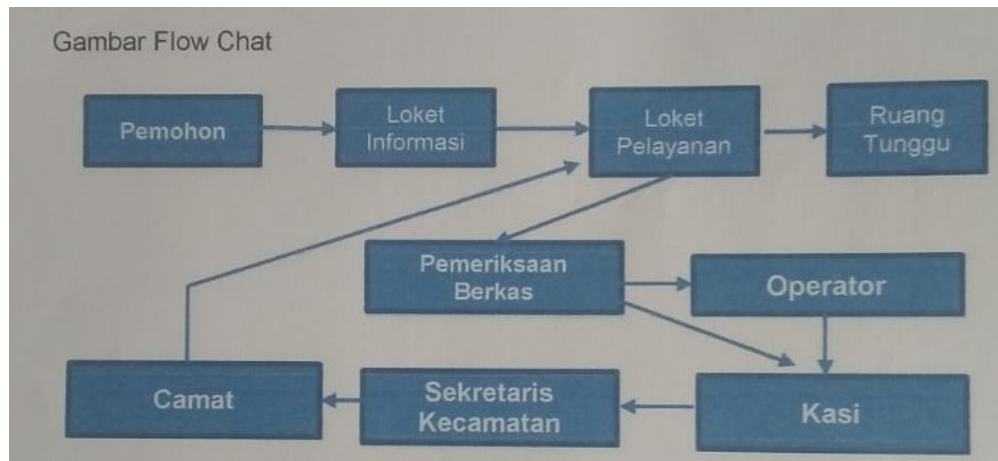 Gambar Flow Chat
Pemohon
Loket
Informasi
Loket
Pelayanan
Ruang
Tunggu
Pemeriksaan
Berkas
Operator
Camat
Sekretaris
Kecamatan
Kasi